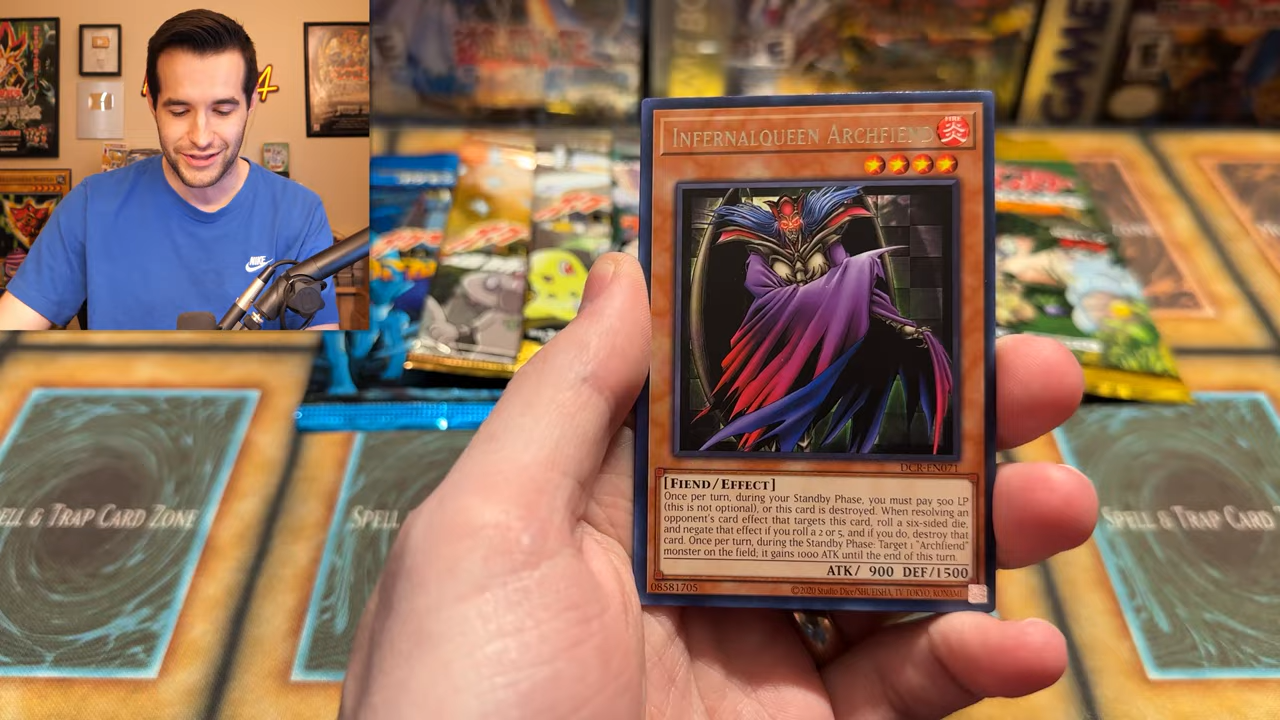 INFERNALQUEEN ARCHFIEND
FIRE
炎
DCR-EN071
[FIEND/EFFECT]
Once per turn, during your Standby Phase, you must pay 500 LP
(this is not optional), or this card is destroyed. When resolving an
opponent's card effect that targets this card, roll a six-sided die,
and negate that effect if you roll a 2 or 5, and if you do, destroy that
card. Once per turn, during the Standby Phase: Target 1 "Archfiend"
monster on the field; it gains 1000 ATK until the end of this turn.
ATK/ 900 DEF/1500
08581705
©2020 Studio Dice/SHUEISHA, TV TOKYO, KONAMI
NIKE
GAME
ZONE
ELL & TRAP CARD ZONE
SPELL
SPELL & TRAP CARD